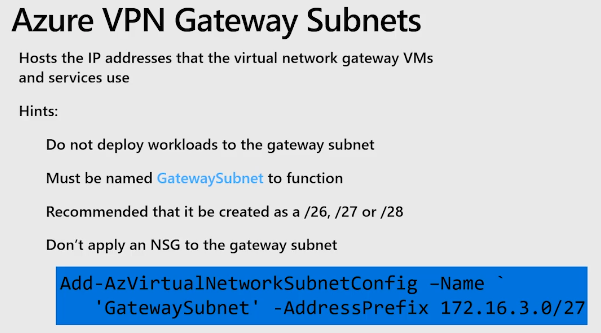 Azure VPN Gateway Subnets
Hosts the IP addresses that the virtual network gateway VMs
and services use
Hints:
Do not deploy workloads to the gateway subnet
Must be named GatewaySubnet to function
Recommended that it be created as a /26, /27 or /28
Don’t apply an NSG to the gateway subnet
Add-AzVirtualNetworkSubnetConfig –Name `
'GatewaySubnet' -AddressPrefix 172.16.3.0/27